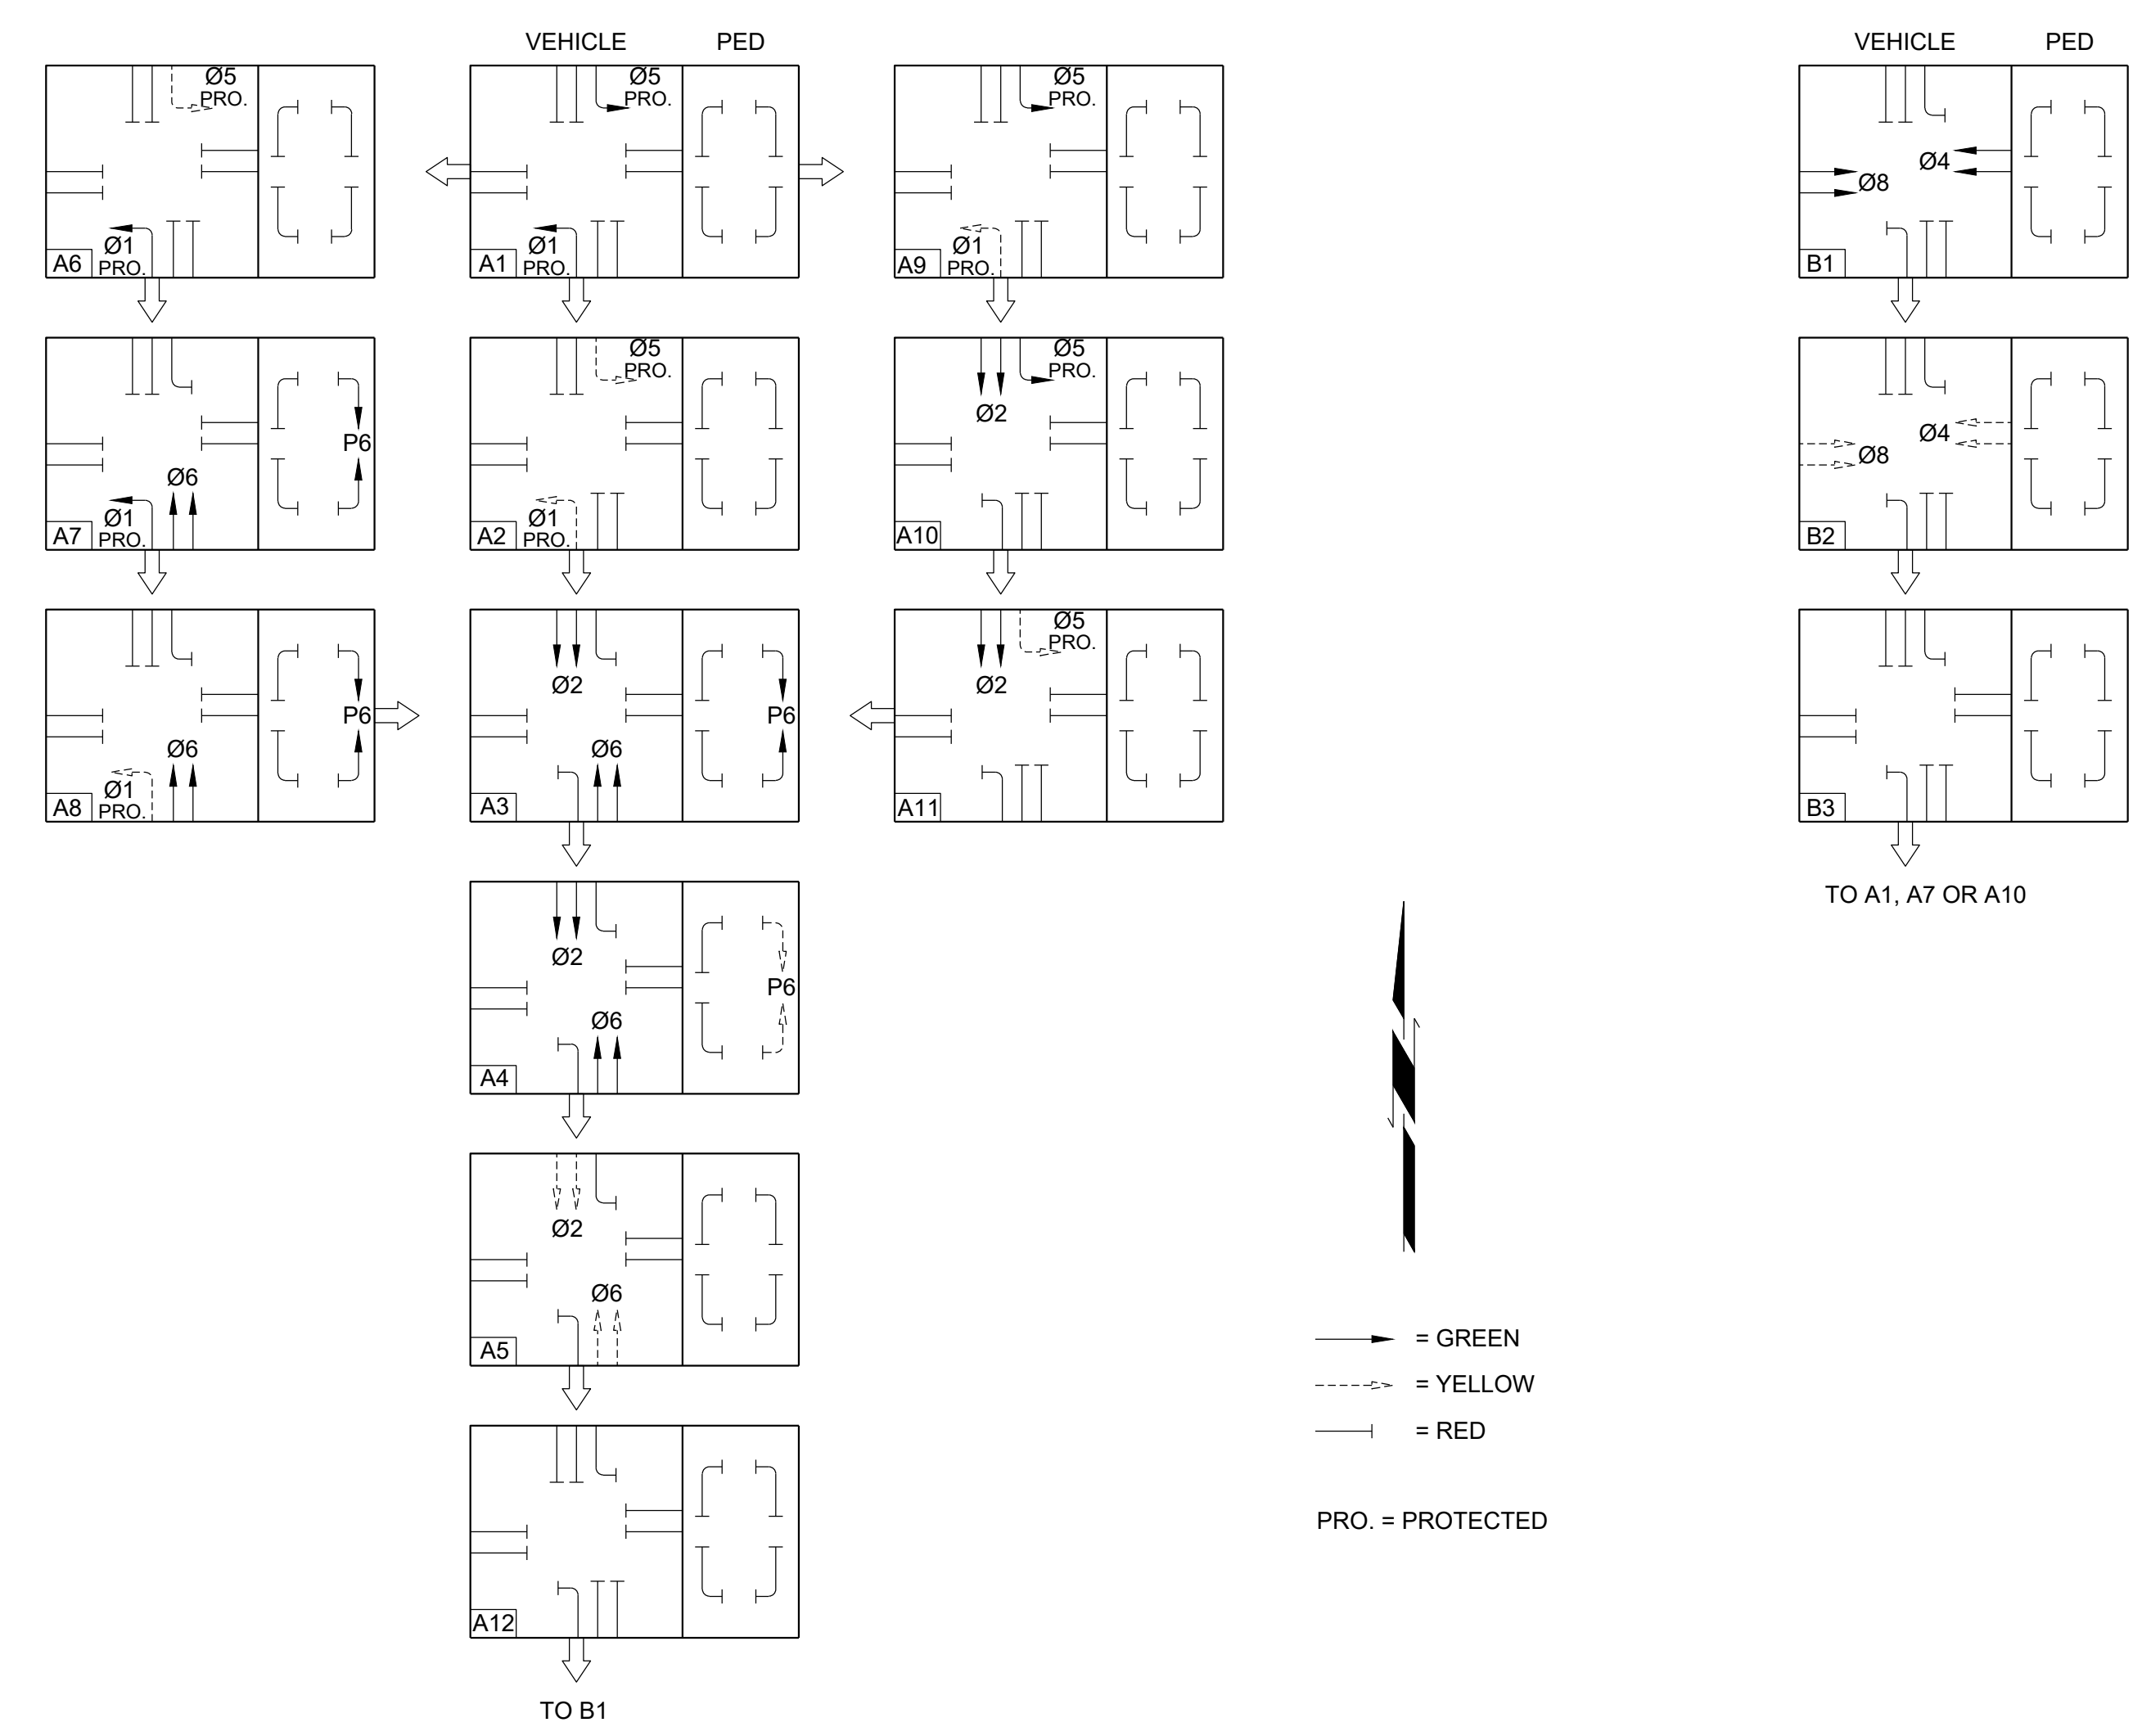 VEHICLE PED
VEHICLE PED
Ø5
PRO.
Ø1
PRO.
A6
Ø5
PRO.
Ø1
PRO.
A1
Ø5
PRO.
Ø1
PRO.
A9
Ø4
Ø8
B1
P6
Ø6
Ø1
PRO.
A7
Ø5
PRO.
Ø1
PRO.
A2
Ø5
PRO.
Ø2
A10
Ø4
Ø8
B2
P6
Ø6
Ø1
PRO.
A8
Ø2
P6
Ø6
A3
Ø5
PRO.
Ø2
A11
B3
TO A1, A7 OR A10
Ø2
P6
Ø6
A4
Ø2
Ø6
A5
= GREEN
= YELLOW
= RED
PRO. = PROTECTED
A12
TO B1